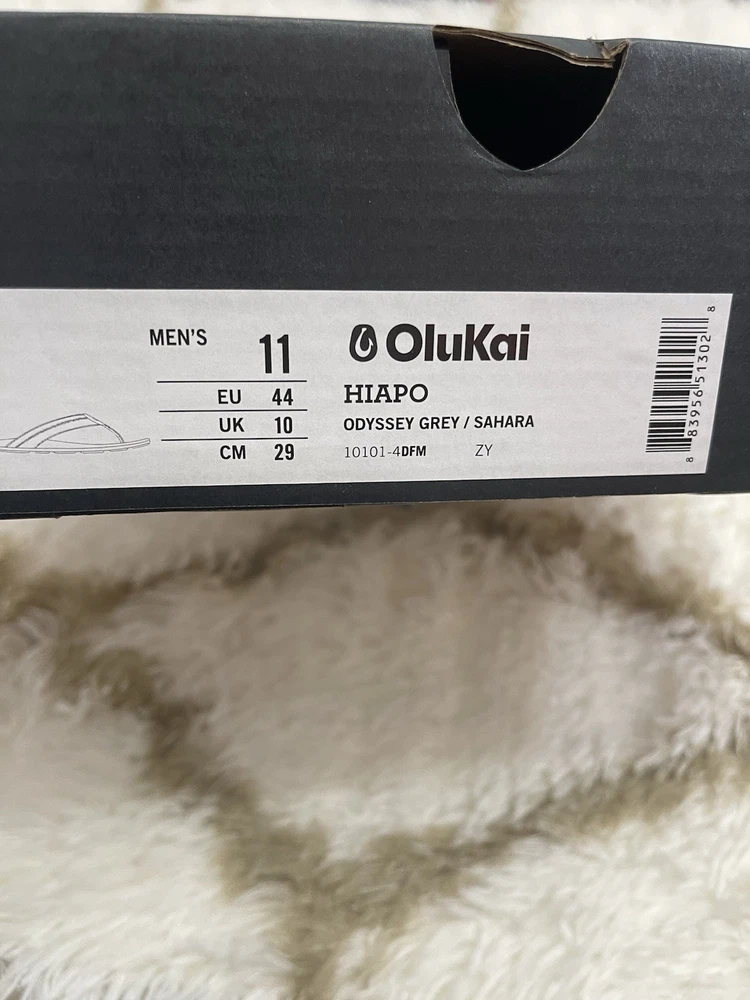 MEN'S 11
EU 44
UK 10
CM 29
OluKai
HIAPO
ODYSSEY GREY / SAHARA
10101-4DFM ZY
8 83956 51302 8